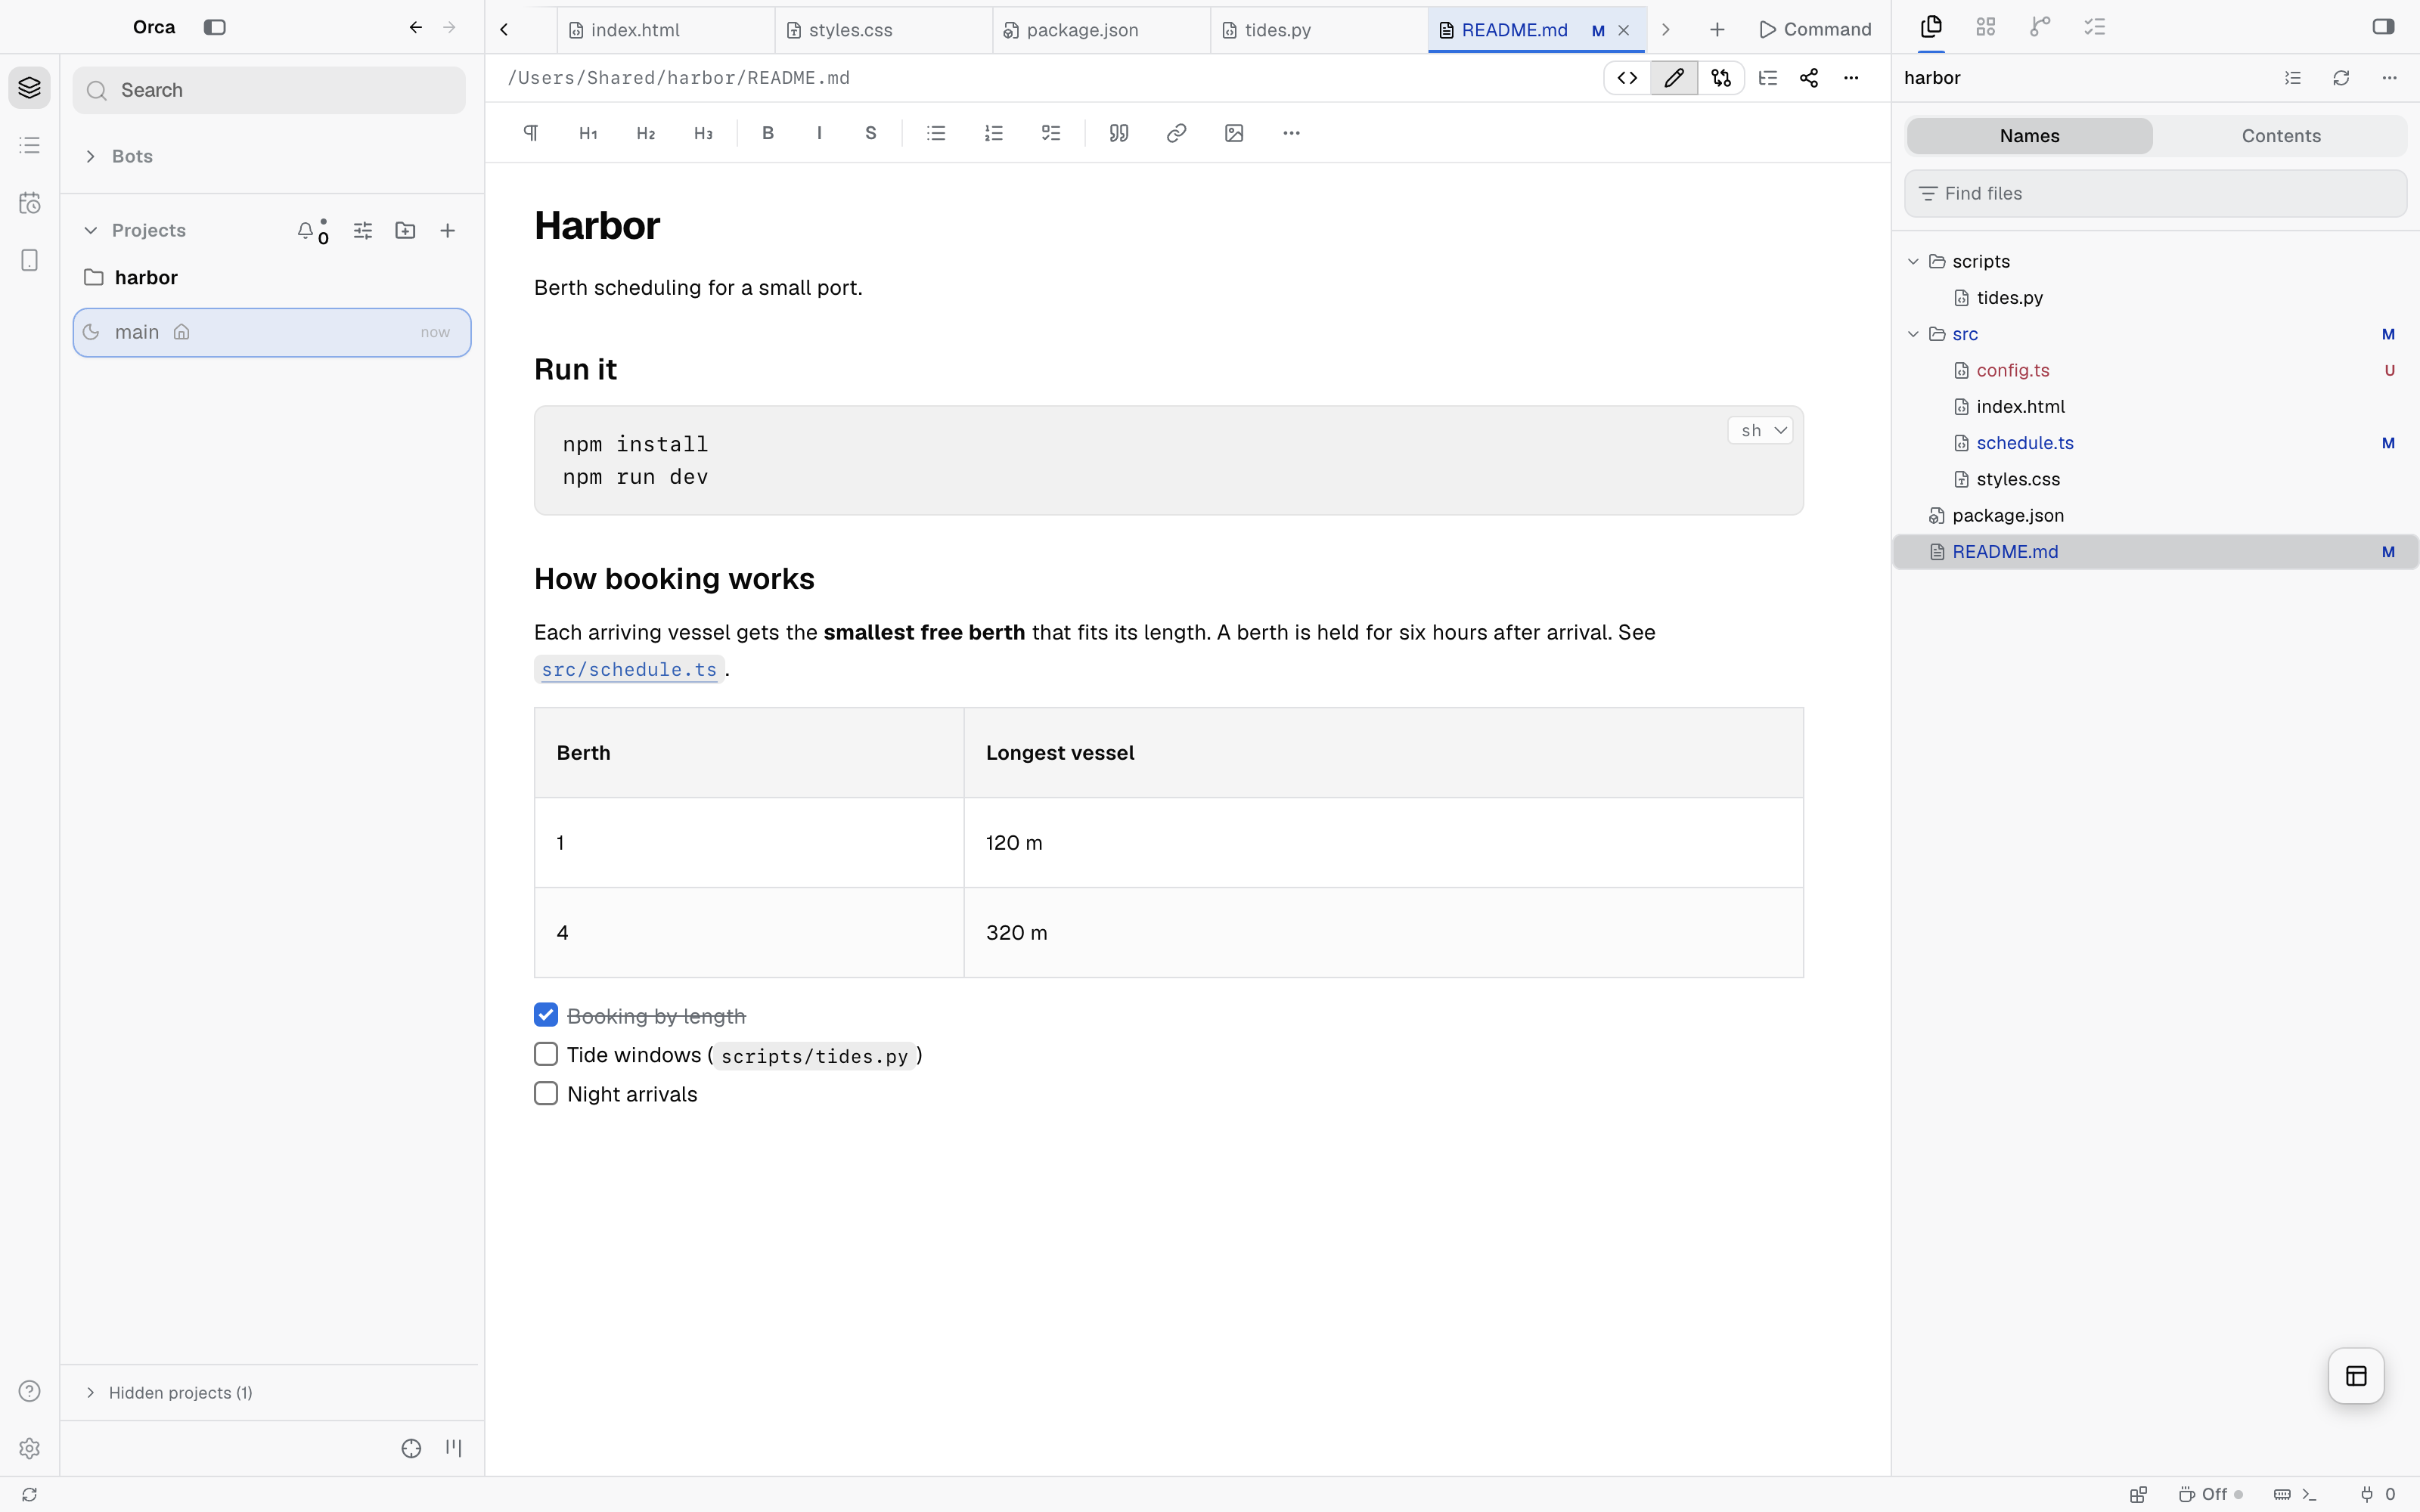 Orca
index.html
styles.css
package.json
tides.py
README.md M
Command
Search
/Users/Shared/harbor/README.md
harbor
Bots
H1 H2 H3 B I S
Names Contents
Find files
Projects 0
harbor
main now
Harbor
Berth scheduling for a small port.
Run it
sh
npm install
npm run dev
How booking works
Each arriving vessel gets the smallest free berth that fits its length. A berth is held for six hours after arrival. See
src/schedule.ts.
Berth Longest vessel
1 120 m
4 320 m
Booking by length
Tide windows (scripts/tides.py)
Night arrivals
scripts
tides.py
src M
config.ts U
index.html
schedule.ts M
styles.css
package.json
README.md M
Hidden projects (1)
Off
0